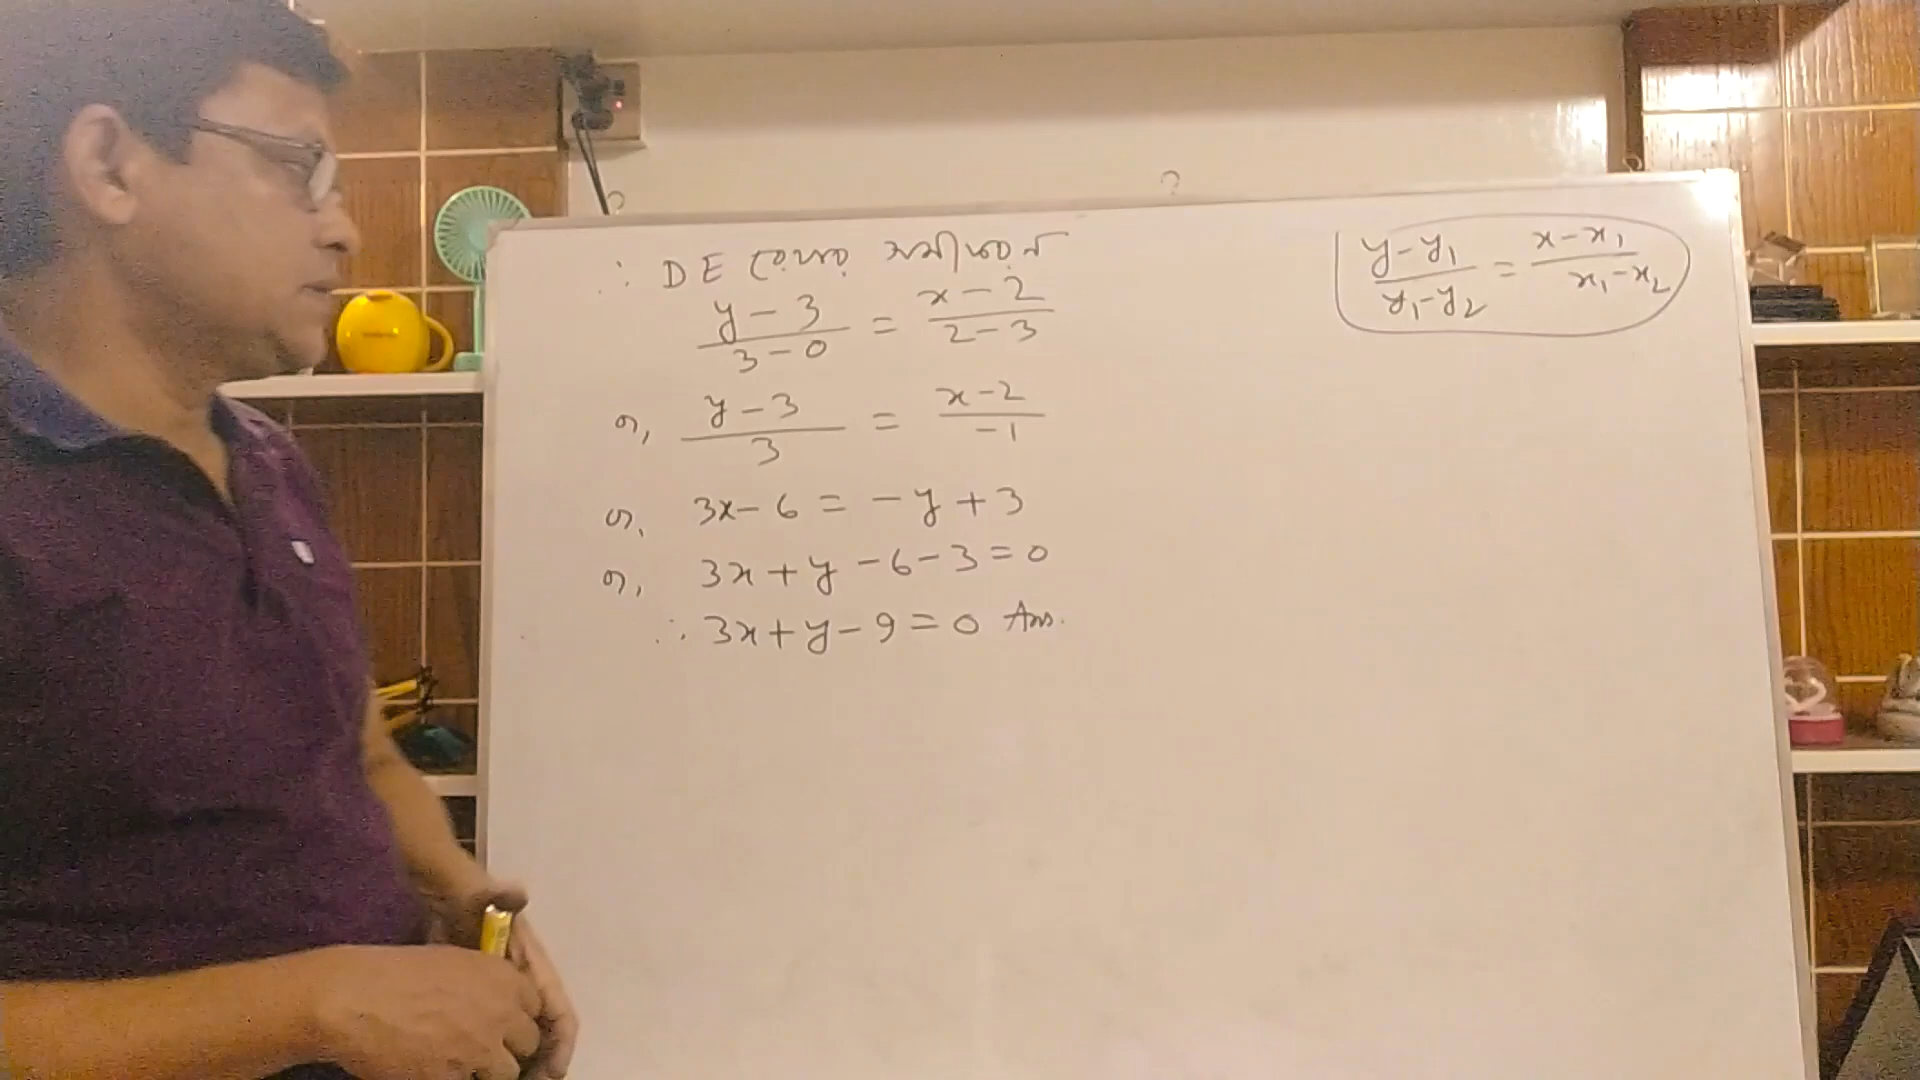 ∴ DE রেখার সমীকরণ
y-3/3-0 = x-2/2-3
বা, y-3/3 = x-2/-1
বা, 3x-6 = -y+3
বা, 3x+y-6-3=0
∴ 3x+y-9=0 Ans.
y-y₁/y₁-y₂ = x-x₁/x₁-x₂